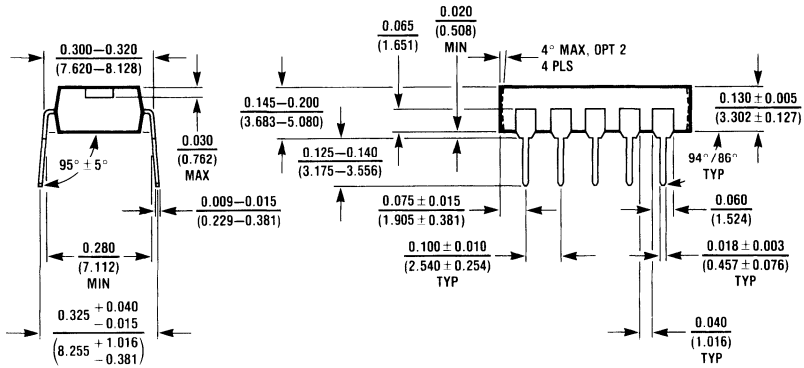 0.300–0.320
(7.620–8.128)
0.065
(1.651)
0.020
(0.508)
MIN
4° MAX, OPT 2
4 PLS
0.145–0.200
(3.683–5.080)
0.130 ± 0.005
(3.302 ± 0.127)
0.030
(0.762)
MAX
95° ± 5°
0.125–0.140
(3.175–3.556)
94°/86°
TYP
0.009–0.015
(0.229–0.381)
0.075 ± 0.015
(1.905 ± 0.381)
0.060
(1.524)
0.280
(7.112)
MIN
0.100 ± 0.010
(2.540 ± 0.254)
TYP
0.018 ± 0.003
(0.457 ± 0.076)
TYP
0.325 + 0.040
– 0.015
(8.255 + 1.016
– 0.381)
0.040
(1.016)
TYP